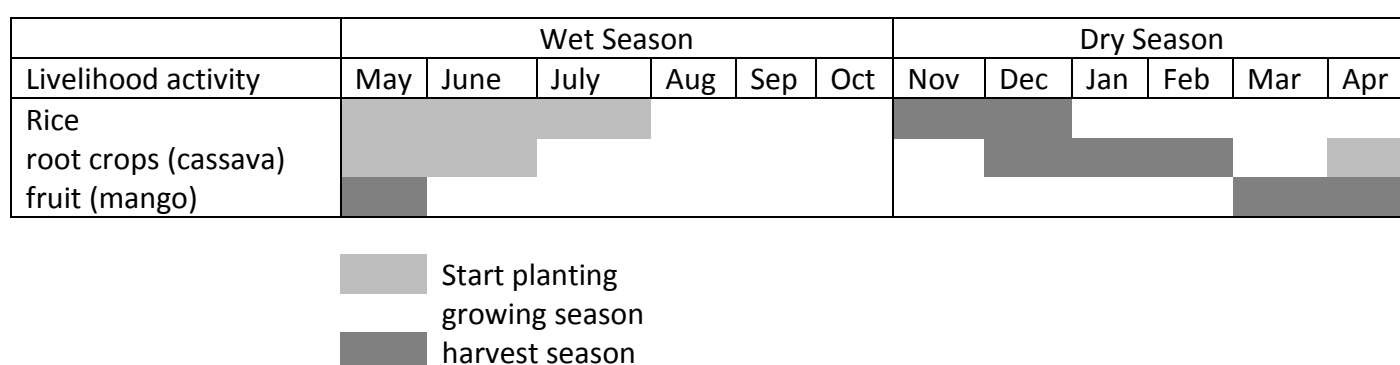 Wet Season Dry Season
Livelihood activity May June July Aug Sep Oct Nov Dec Jan Feb Mar Apr
Rice
root crops (cassava)
fruit (mango)
Start planting
growing season
harvest season